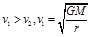 v₁ > v₂, v₁ = √(GM/r)